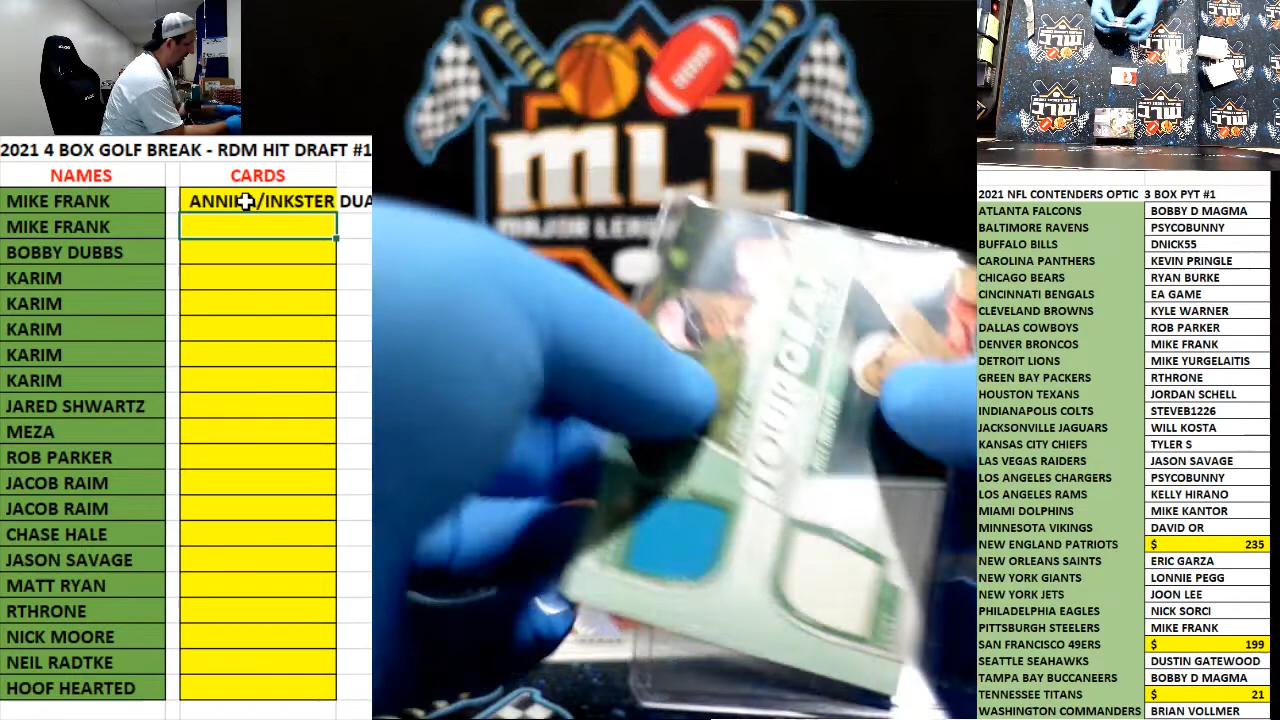 2021 4 BOX GOLF BREAK - RDM HIT DRAFT #1
NAMES CARDS
MIKE FRANK /INKSTER DUA
MIKE FRANK
BOBBY DUBBS
KARIM
KARIM
KARIM
KARIM
KARIM
JARED SHWARTZ
MEZA
ROB PARKER
JACOB RAIM
JACOB RAIM
CHASE HALE
JASON SAVAGE
MATT RYAN
RTHRONE
NICK MOORE
NEIL RADTKE
HOOF HEARTED
MLC
MAJOR LEA
2021 NFL CONTENDERS OPTIC 3 BOX PYT #1
ATLANTA FALCONS BOBBY D MAGMA
BALTIMORE RAVENS PSYCOBUNNY
BUFFALO BILLS DNICK55
CAROLINA PANTHERS KEVIN PRINGLE
CHICAGO BEARS RYAN BURKE
CINCINNATI BENGALS EA GAME
CLEVELAND BROWNS KYLE WARNER
DALLAS COWBOYS ROB PARKER
DENVER BRONCOS MIKE FRANK
DETROIT LIONS MIKE YURGELAITIS
GREEN BAY PACKERS RTHRONE
HOUSTON TEXANS JORDAN SCHELL
INDIANAPOLIS COLTS STEVEB1226
JACKSONVILLE JAGUARS WILL KOSTA
KANSAS CITY CHIEFS TYLER S
LAS VEGAS RAIDERS JASON SAVAGE
LOS ANGELES CHARGERS PSYCOBUNNY
LOS ANGELES RAMS KELLY HIRANO
MIAMI DOLPHINS MIKE KANTOR
MINNESOTA VIKINGS DAVID OR
NEW ENGLAND PATRIOTS $ 235
NEW ORLEANS SAINTS ERIC GARZA
NEW YORK GIANTS LONNIE PEGG
NEW YORK JETS JOON LEE
PHILADELPHIA EAGLES NICK SORCI
PITTSBURGH STEELERS MIKE FRANK
SAN FRANCISCO 49ERS $ 199
SEATTLE SEAHAWKS DUSTIN GATEWOOD
TAMPA BAY BUCCANEERS BOBBY D MAGMA
TENNESSEE TITANS $ 21
WASHINGTON COMMANDERS BRIAN VOLLMER